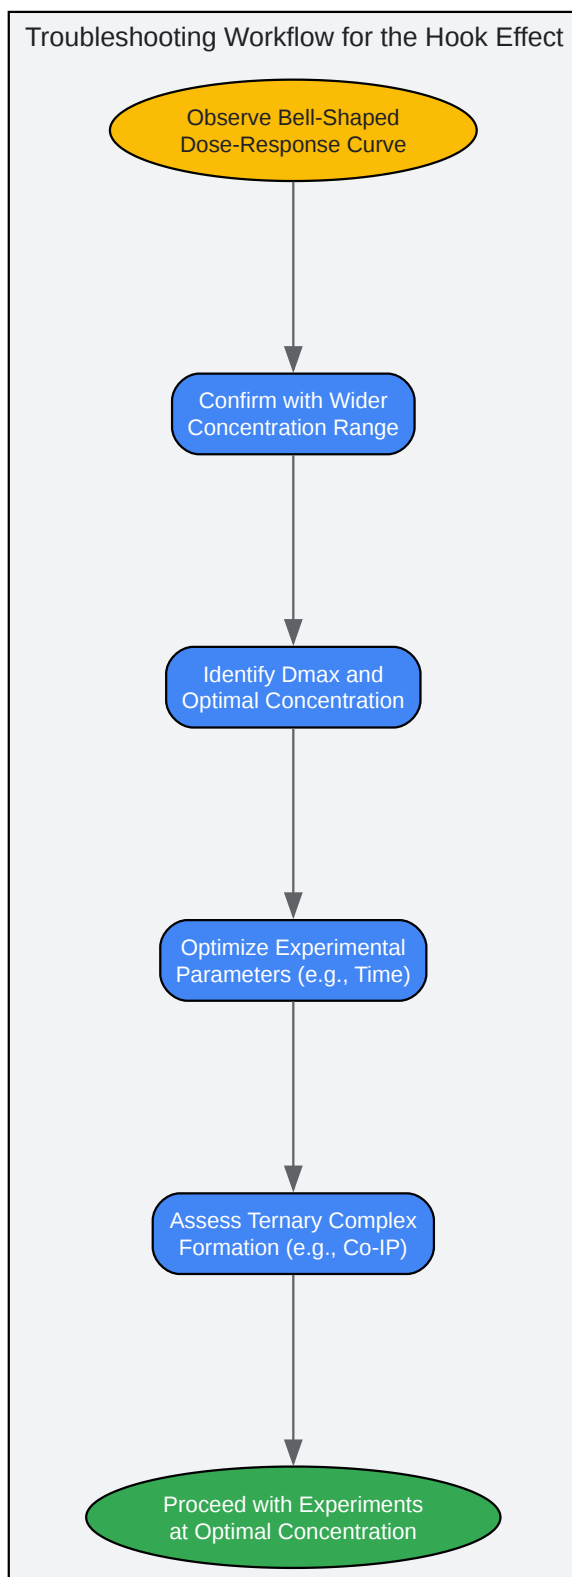 Troubleshooting Workflow for the Hook Effect
Observe Bell-Shaped
Dose-Response Curve
Confirm with Wider
Concentration Range
Identify Dmax and
Optimal Concentration
Optimize Experimental
Parameters (e.g., Time)
Assess Ternary Complex
Formation (e.g., Co-IP)
Proceed with Experiments
at Optimal Concentration